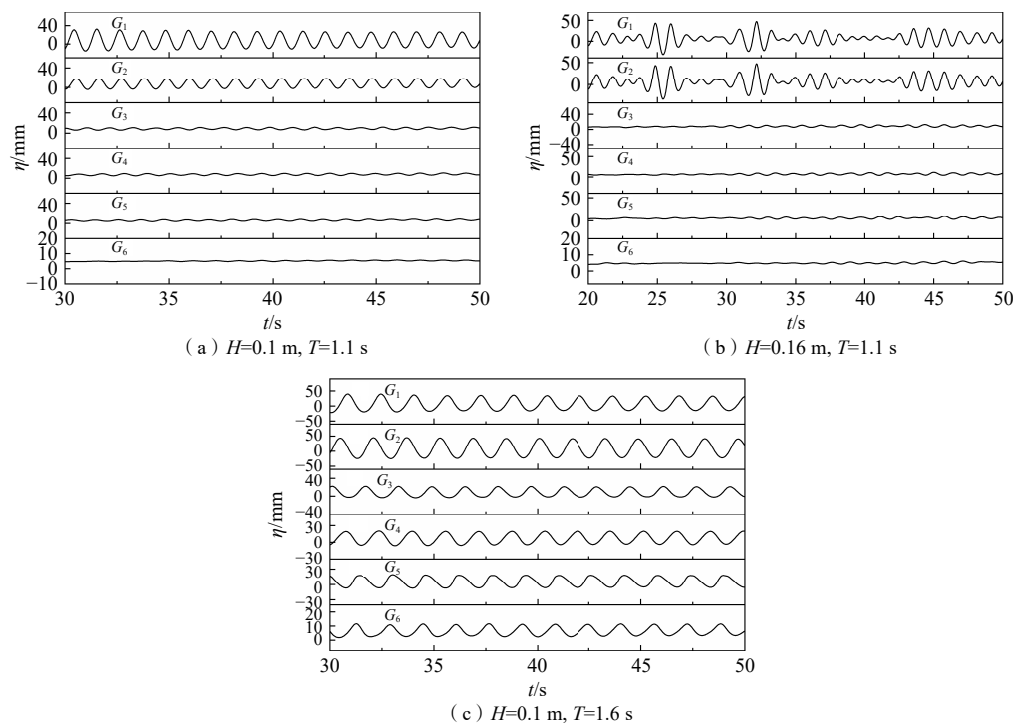 η/mm
40
0
G₁
40
0
G₂
40
0
G₃
40
0
G₄
40
0
G₅
20
10
0
−10
G₆
30 35 40 45 50
t/s
(a) H=0.1 m, T=1.1 s
η/mm
50
0
G₁
50
0
G₂
40
0
−40
G₃
50
0
G₄
50
0
G₅
20
10
0
G₆
20 25 30 35 40 45 50
t/s
(b) H=0.16 m, T=1.1 s
η/mm
50
0
−50
G₁
50
0
−50
G₂
40
0
−40
G₃
30
0
−30
G₄
30
0
−30
G₅
20
10
0
G₆
30 35 40 45 50
t/s
(c) H=0.1 m, T=1.6 s